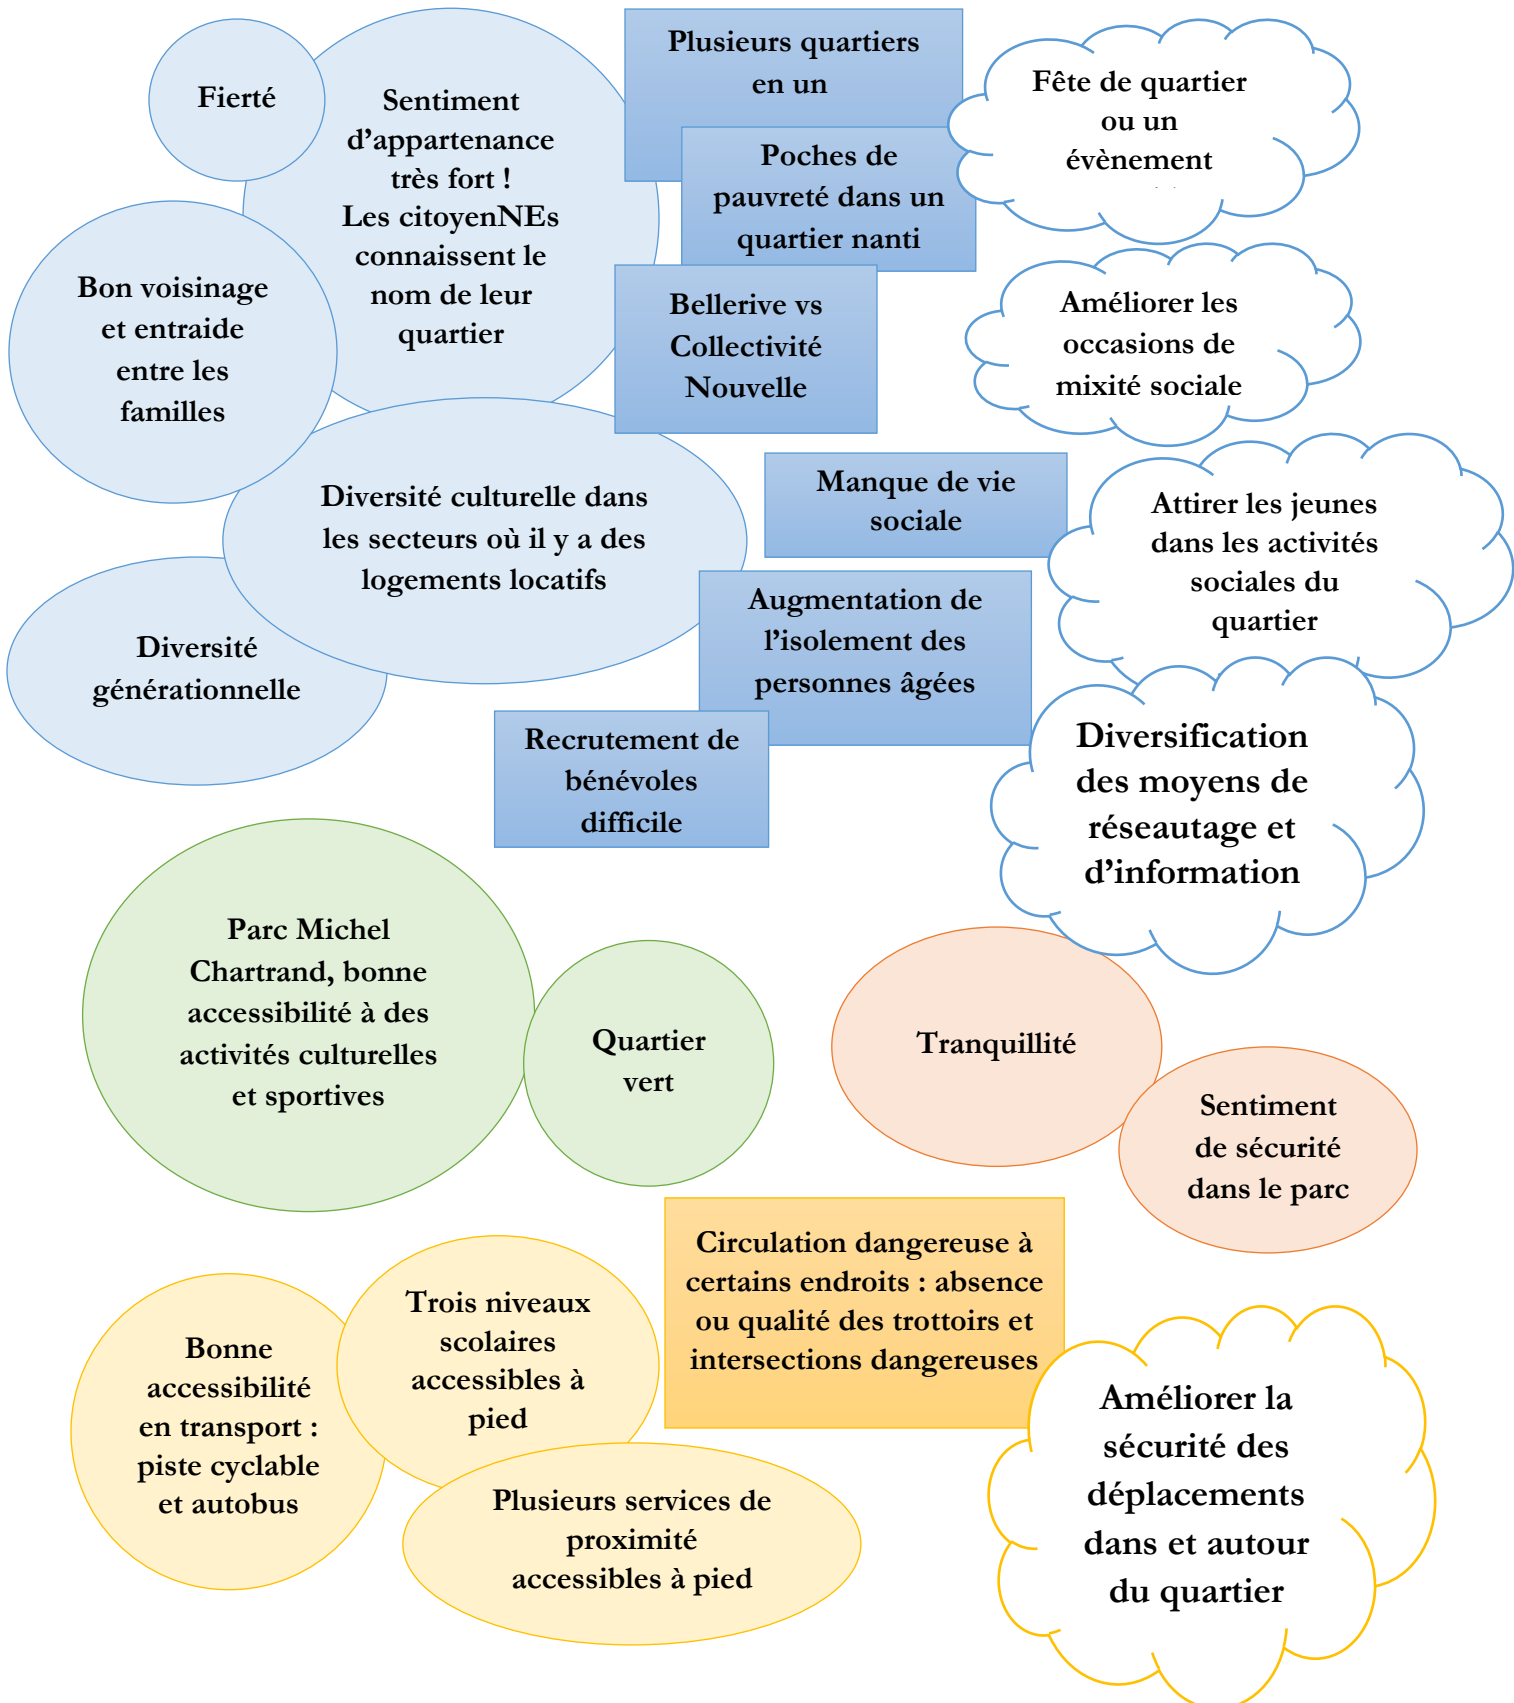 Fierté
Sentiment
d'appartenance
très fort !
Les citoyenNEs
connaissent le
nom de leur
quartier
Plusieurs quartiers
en un
Fête de quartier
ou un
évènement
Poches de
pauvreté dans un
quartier nanti
Bon voisinage
et entraide
entre les
familles
Bellerive vs
Collectivité
Nouvelle
Améliorer les
occasions de
mixité sociale
Diversité culturelle dans
les secteurs où il y a des
logements locatifs
Manque de vie
sociale
Attirer les jeunes
dans les activités
sociales du
quartier
Diversité
générationnelle
Augmentation de
l'isolement des
personnes âgées
Recrutement de
bénévoles
difficile
Diversification
des moyens de
réseautage et
d'information
Parc Michel
Chartrand, bonne
accessibilité à des
activités culturelles
et sportives
Quartier
vert
Tranquillité
Sentiment
de sécurité
dans le parc
Circulation dangereuse à
certains endroits : absence
ou qualité des trottoirs et
intersections dangereuses
Trois niveaux
scolaires
accessibles à
pied
Bonne
accessibilité
en transport :
piste cyclable
et autobus
Plusieurs services de
proximité
accessibles à pied
Améliorer la
sécurité des
déplacements
dans et autour
du quartier